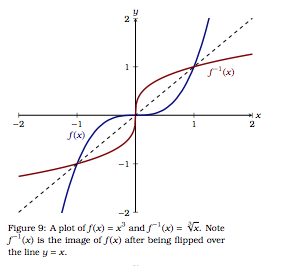 y
2
f⁻¹(x)
1
−2 −1 1 2 x
f(x)
−1
−2
Figure 9: A plot of f(x) = x³ and f⁻¹(x) = ∛x. Note
f⁻¹(x) is the image of f(x) after being flipped over
the line y = x.